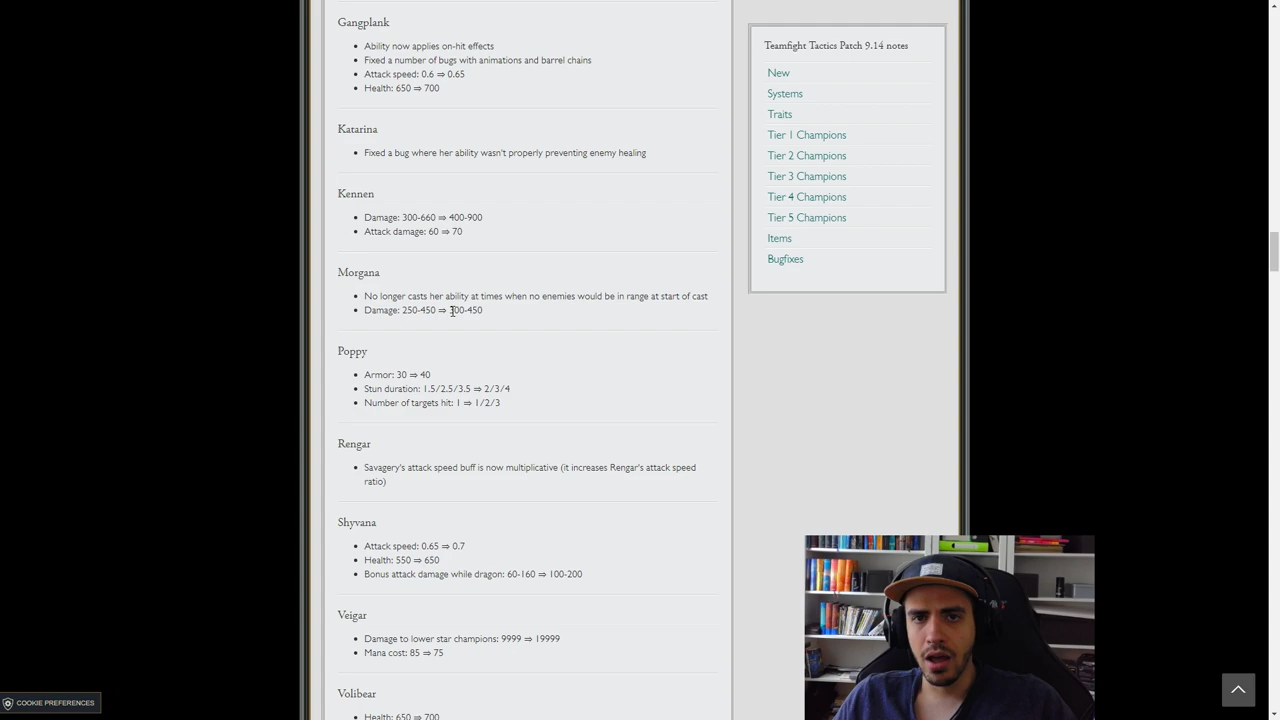 Gangplank
Ability now applies on-hit effects
Fixed a number of bugs with animations and barrel chains
Attack speed: 0.6 ⇒ 0.65
Health: 650 ⇒ 700
Katarina
Fixed a bug where her ability wasn't properly preventing enemy healing
Kennen
Damage: 300-660 ⇒ 400-900
Attack damage: 60 ⇒ 70
Morgana
No longer casts her ability at times when no enemies would be in range at start of cast
Damage: 250-450 ⇒ 300-450
Poppy
Armor: 30 ⇒ 40
Stun duration: 1.5/2.5/3.5 ⇒ 2/3/4
Number of targets hit: 1 ⇒ 1/2/3
Rengar
Savagery's attack speed buff is now multiplicative (it increases Rengar's attack speed
ratio)
Shyvana
Attack speed: 0.65 ⇒ 0.7
Health: 550 ⇒ 650
Bonus attack damage while dragon: 60-160 ⇒ 100-200
Veigar
Damage to lower star champions: 9999 ⇒ 19999
Mana cost: 85 ⇒ 75
Volibear
Health: 650 ⇒ 700
Teamfight Tactics Patch 9.14 notes
New
Systems
Traits
Tier 1 Champions
Tier 2 Champions
Tier 3 Champions
Tier 4 Champions
Tier 5 Champions
Items
Bugfixes
COOKIE PREFERENCES